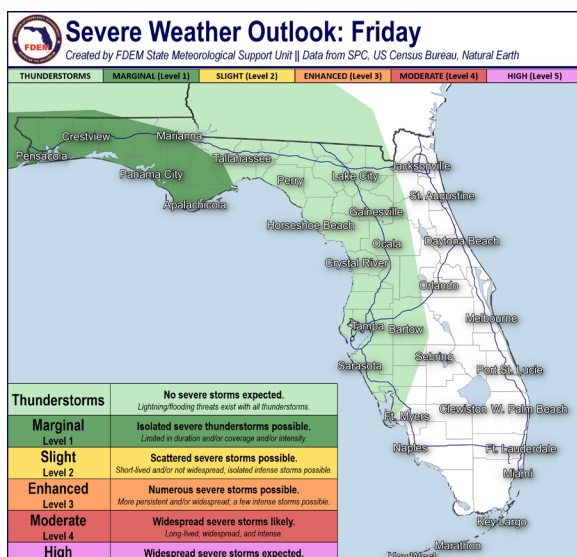 Severe Weather Outlook: Friday
Created by FDEM State Meteorological Support Unit || Data from SPC, US Census Bureau, Natural Earth
FDEM
THUNDERSTORMS MARGINAL (Level 1) SLIGHT (Level 2) ENHANCED (Level 3) MODERATE (Level 4) HIGH (Level 5)
Crestview
Marianna
Pensacola
Tallahassee
Jacksonville
Panama City
Perry
Lake City
St. Augustine
Apalachicola
Gainesville
Horseshoe Beach
Ocala
Daytona Beach
Crystal River
Orlando
Melbourne
Tampa
Bartow
Sebring
Sarasota
Port St. Lucie
Ft. Myers
Clewiston
W. Palm Beach
Naples
Ft. Lauderdale
Miami
Key Largo
Marathon
Key West
Thunderstorms
No severe storms expected.
Lightning/flooding threats exist with all thunderstorms.
Marginal
Level 1
Isolated severe thunderstorms possible.
Limited in duration and/or coverage and/or intensity.
Slight
Level 2
Scattered severe storms possible.
Short-lived and/or not widespread; isolated intense storms possible.
Enhanced
Level 3
Numerous severe storms possible.
More persistent and/or widespread; a few intense storms possible.
Moderate
Level 4
Widespread severe storms likely.
Long-lived, widespread, and intense.
High
Widespread severe storms expected.